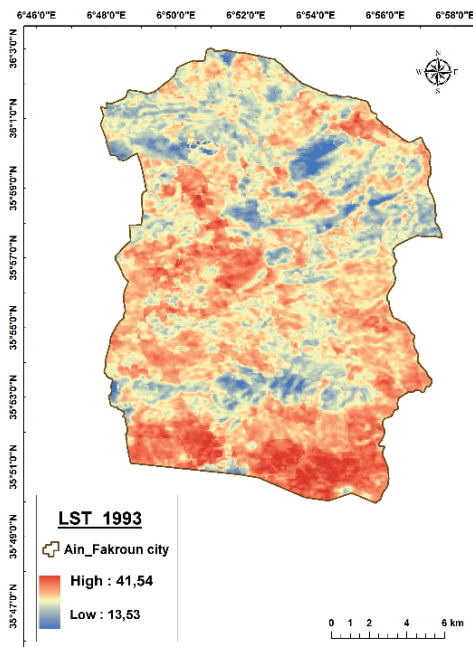 6°46'0"E 6°48'0"E 6°50'0"E 6°52'0"E 6°54'0"E 6°56'0"E 6°58'0"E
36°3'0"N
36°1'0"N
35°59'0"N
35°57'0"N
35°55'0"N
35°53'0"N
35°51'0"N
35°49'0"N
35°47'0"N
N
W E
S
LST_1993
Ain_Fakroun city
High : 41,54
Low : 13,53
0 1 2 4 6 km